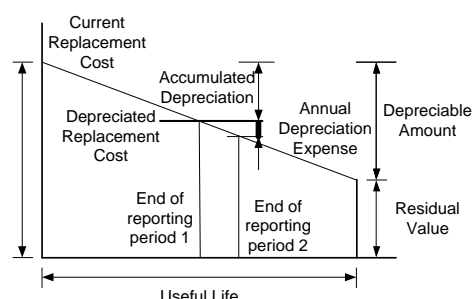 Current
Replacement
Cost
Accumulated
Depreciation
Depreciated
Replacement
Cost
Annual
Depreciation
Expense
Depreciable
Amount
End of
reporting
period 1
End of
reporting
period 2
Residual
Value
Useful Life